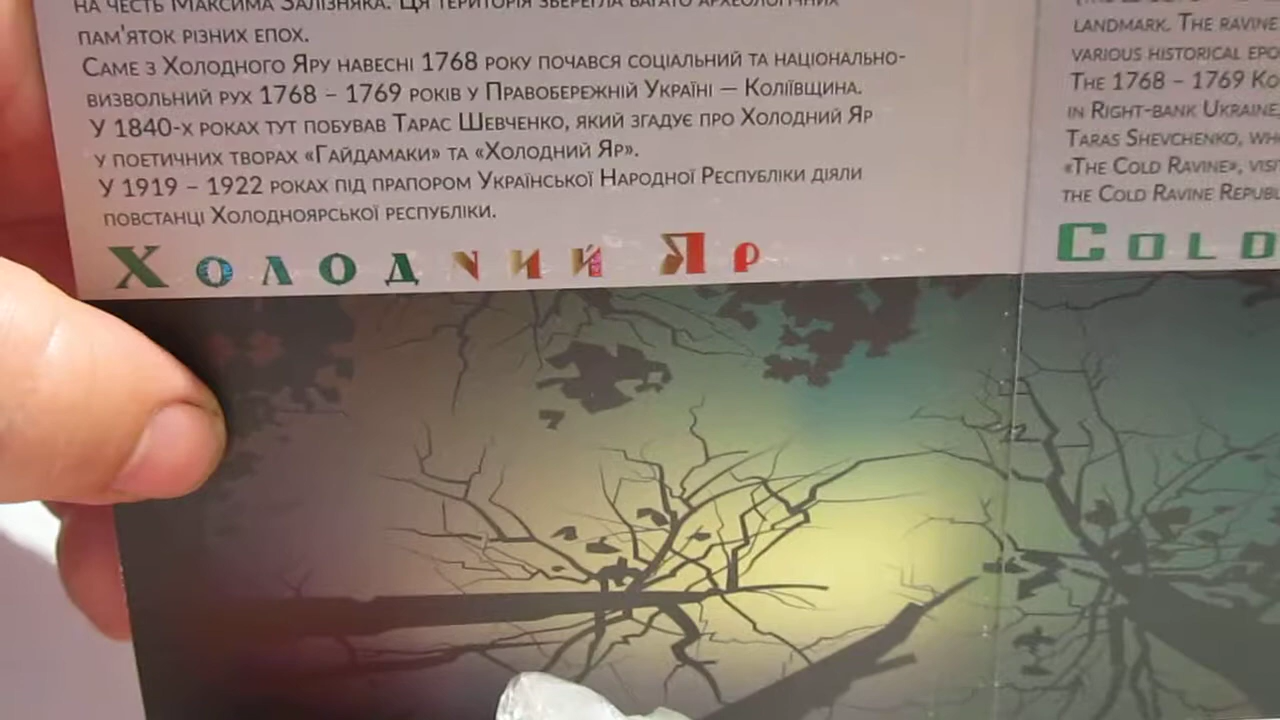 НА ЧЕСТЬ МАКСИМА ЗАЛІЗНЯКА. ЦЯ ТЕРИТОРІЯ ЗБЕРЕГЛА БАГАТО АРХЕОЛОГІЧНИХ
ПАМ'ЯТОК РІЗНИХ ЕПОХ.
САМЕ З ХОЛОДНОГО ЯРУ НАВЕСНІ 1768 РОКУ ПОЧАВСЯ СОЦІАЛЬНИЙ ТА НАЦІОНАЛЬНО-
ВИЗВОЛЬНИЙ РУХ 1768 – 1769 РОКІВ У ПРАВОБЕРЕЖНІЙ УКРАЇНІ — КОЛІЇВЩИНА.
У 1840-Х РОКАХ ТУТ ПОБУВАВ ТАРАС ШЕВЧЕНКО, ЯКИЙ ЗГАДУЄ ПРО ХОЛОДНИЙ ЯР
У ПОЕТИЧНИХ ТВОРАХ «ГАЙДАМАКИ» ТА «ХОЛОДНИЙ ЯР».
У 1919 – 1922 РОКАХ ПІД ПРАПОРОМ УКРАЇНСЬКОЇ НАРОДНОЇ РЕСПУБЛІКИ ДІЯЛИ
ПОВСТАНЦІ ХОЛОДНОЯРСЬКОЇ РЕСПУБЛІКИ.
ХОЛОДНИЙ ЯР
LANDMARK. THE RAVINE
VARIOUS HISTORICAL EPO
THE 1768 – 1769 KO
IN RIGHT-BANK UKRAINE
TARAS SHEVCHENKO, WH
«THE COLD RAVINE», VISI
THE COLD RAVINE REPUBL
COLD